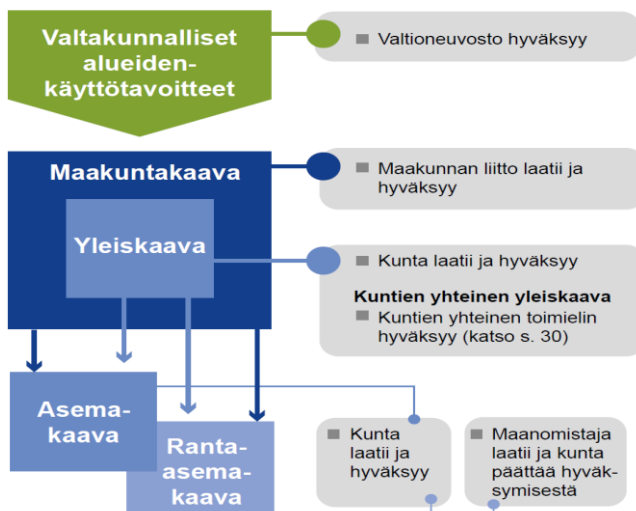 Valtakunnalliset
alueiden-
käyttötavoitteet
Valtioneuvosto hyväksyy
Maakuntakaava
Maakunnan liitto laatii ja
hyväksyy
Yleiskaava
Kunta laatii ja hyväksyy
Kuntien yhteinen yleiskaava
Kuntien yhteinen toimielin
hyväksyy (katso s. 30)
Asema-
kaava
Ranta-
asema-
kaava
Kunta
laatii ja
hyväksyy
Maanomistaja
laatii ja kunta
päättää hyväk-
symisestä